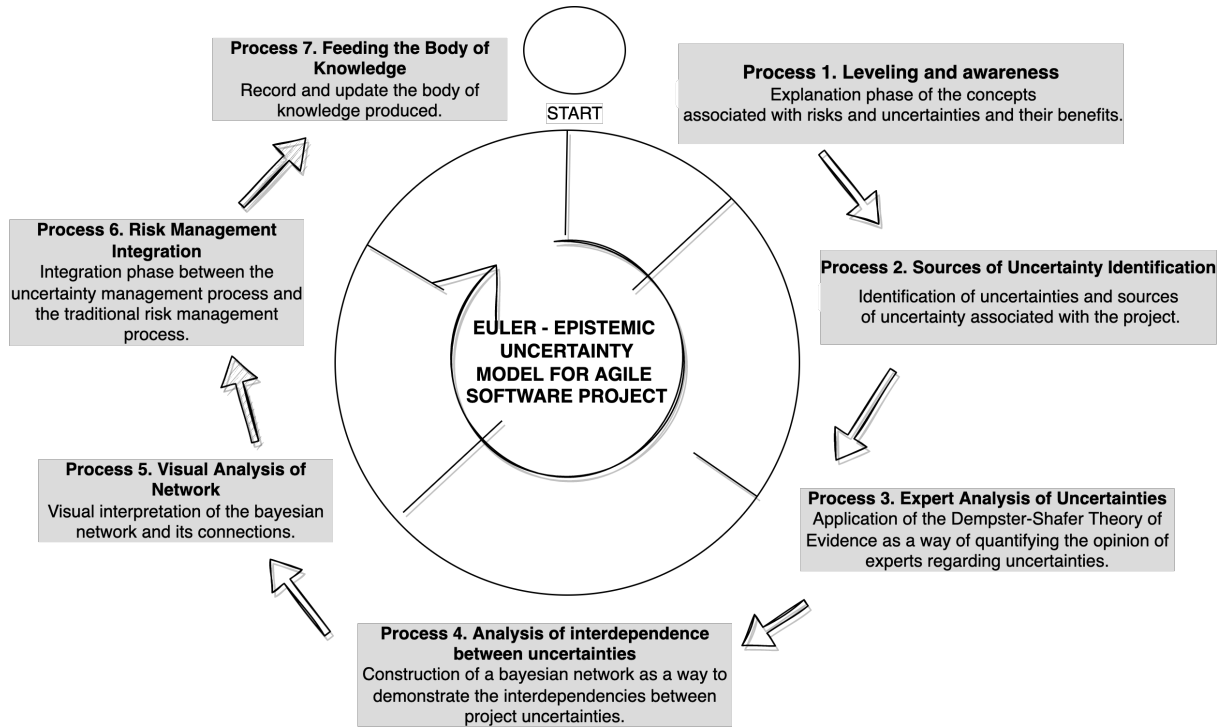 START
Process 1. Leveling and awareness
Explanation phase of the concepts
associated with risks and uncertainties and their benefits.
Process 2. Sources of Uncertainty Identification
Identification of uncertainties and sources
of uncertainty associated with the project.
Process 3. Expert Analysis of Uncertainties
Application of the Dempster-Shafer Theory of
Evidence as a way of quantifying the opinion of
experts regarding uncertainties.
Process 4. Analysis of interdependence
between uncertainties
Construction of a bayesian network as a way to
demonstrate the interdependencies between
project uncertainties.
Process 5. Visual Analysis of
Network
Visual interpretation of the bayesian
network and its connections.
Process 6. Risk Management
Integration
Integration phase between the
uncertainty management process and
the traditional risk management
process.
Process 7. Feeding the Body of
Knowledge
Record and update the body of
knowledge produced.
EULER - EPISTEMIC
UNCERTAINTY
MODEL FOR AGILE
SOFTWARE PROJECT